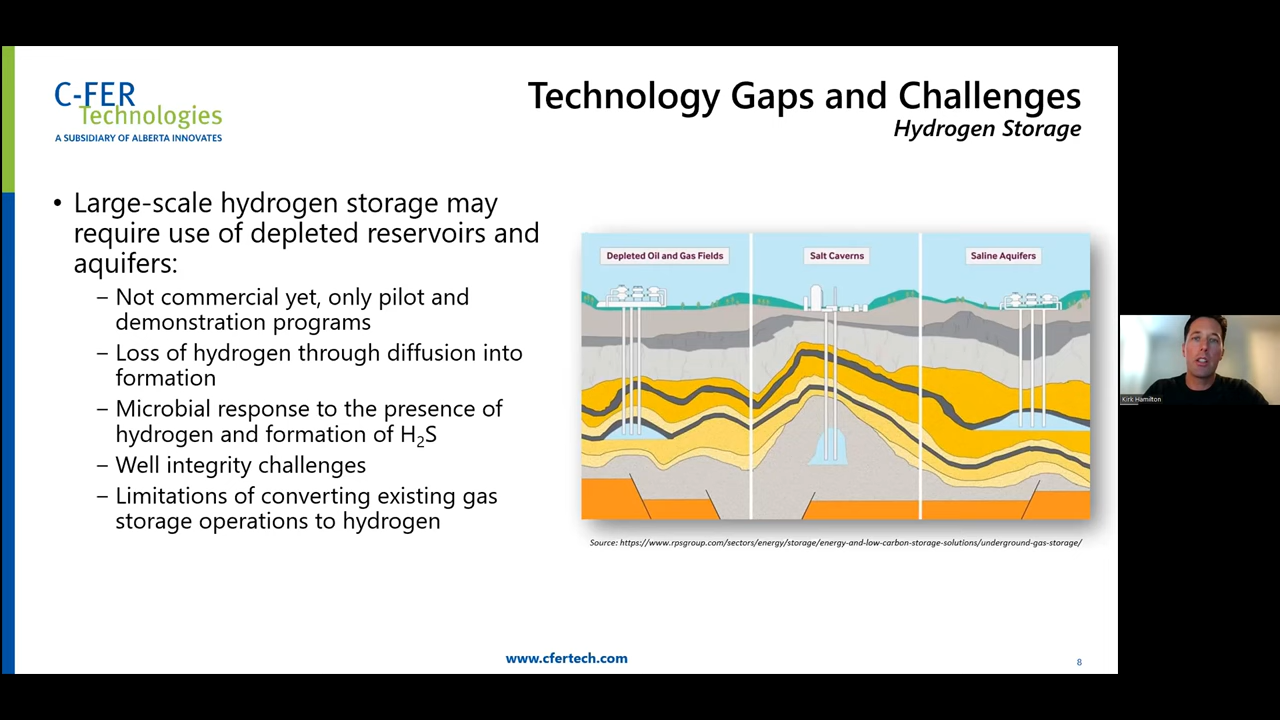 C-FER
Technologies
A SUBSIDIARY OF ALBERTA INNOVATES
Technology Gaps and Challenges
Hydrogen Storage
• Large-scale hydrogen storage may
require use of depleted reservoirs and
aquifers:
– Not commercial yet, only pilot and
demonstration programs
– Loss of hydrogen through diffusion into
formation
– Microbial response to the presence of
hydrogen and formation of H₂S
– Well integrity challenges
– Limitations of converting existing gas
storage operations to hydrogen
Depleted Oil and Gas Fields
Salt Caverns
Saline Aquifers
Source: https://www.rpsgroup.com/sectors/energy/storage/energy-and-low-carbon-storage-solutions/underground-gas-storage/
Kirk Hamilton
www.cfertech.com
8